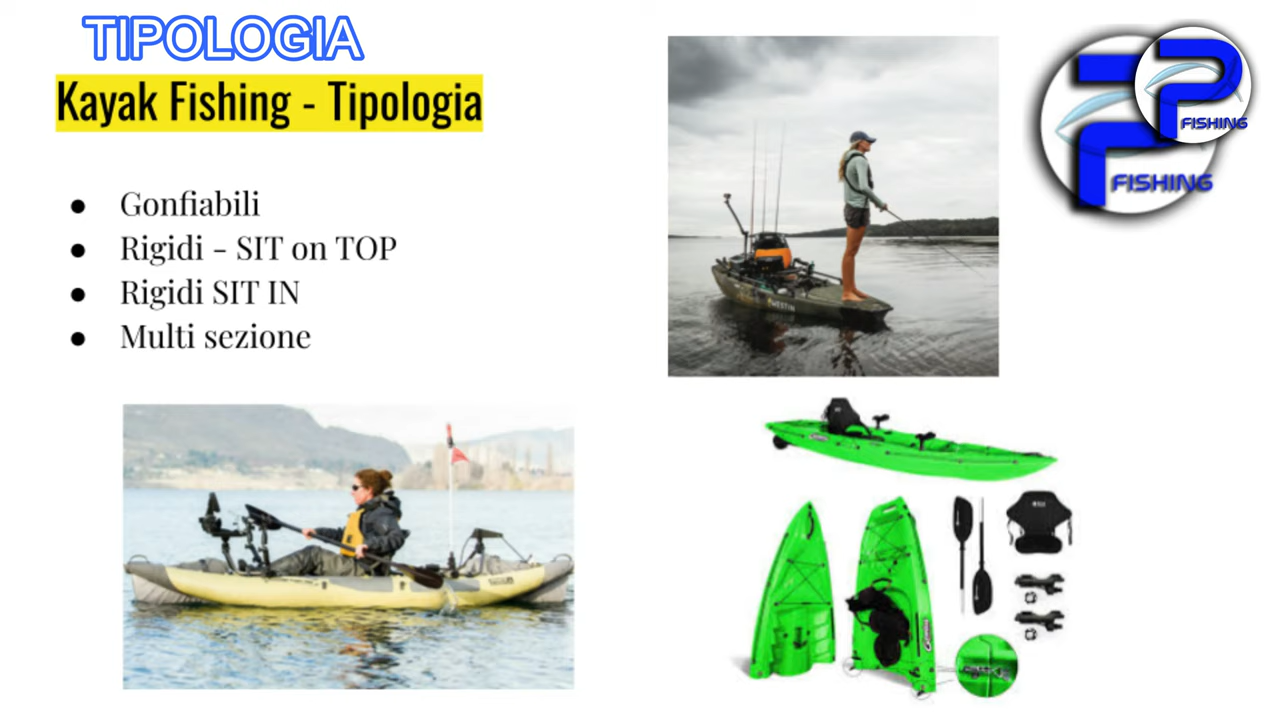 TIPOLOGIA
Kayak Fishing - Tipologia
● Gonfiabili
● Rigidi - SIT on TOP
● Rigidi SIT IN
● Multi sezione
FISHING
FISHING